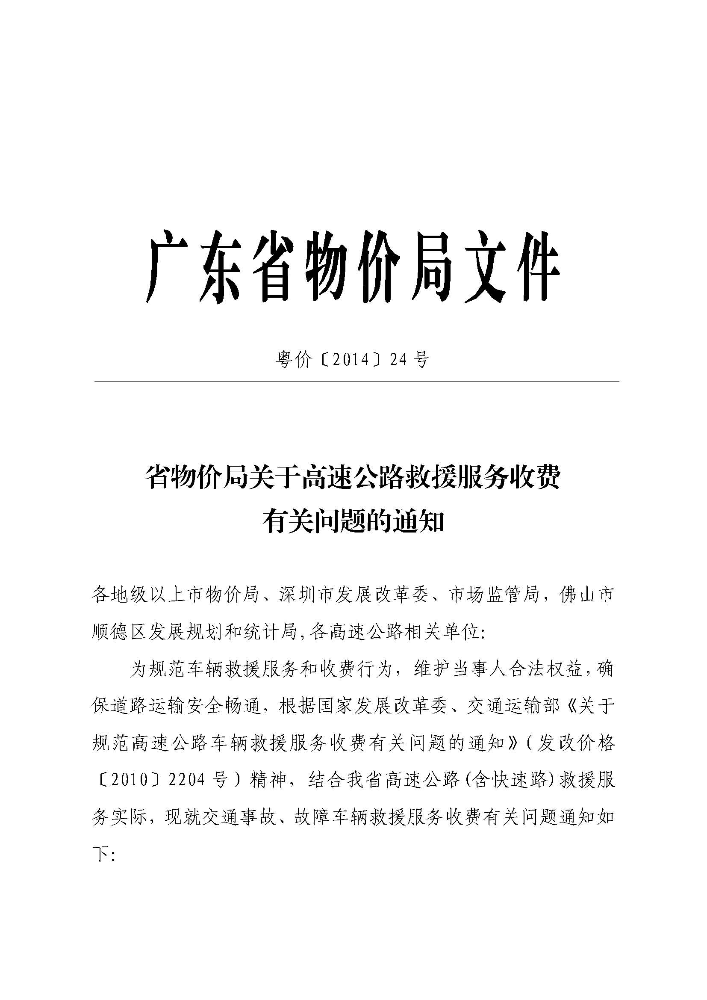 广东省物价局文件
粤价〔2014〕24 号
省物价局关于高速公路救援服务收费
有关问题的通知
各地级以上市物价局、深圳市发展改革委、市场监管局，佛山市
顺德区发展规划和统计局，各高速公路相关单位：
为规范车辆救援服务和收费行为，维护当事人合法权益，确
保道路运输安全畅通，根据国家发展改革委、交通运输部《关于
规范高速公路车辆救援服务收费有关问题的通知》（发改价格
〔2010〕2204 号）精神，结合我省高速公路(含快速路)救援服
务实际，现就交通事故、故障车辆救援服务收费有关问题通知如
下：